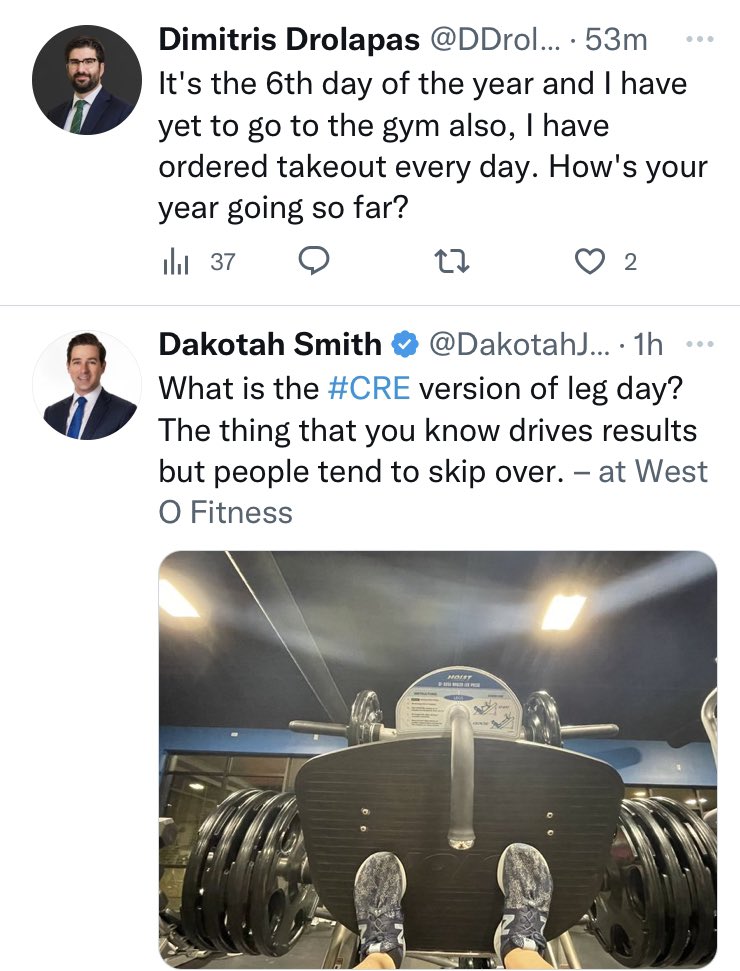 Dimitris Drolapas @DDrol... · 53m
It's the 6th day of the year and I have
yet to go to the gym also, I have
ordered takeout every day. How's your
year going so far?
37 2
Dakotah Smith @DakotahJ... · 1h
What is the #CRE version of leg day?
The thing that you know drives results
but people tend to skip over. – at West
O Fitness
HOIST
INSTRUCTIONS